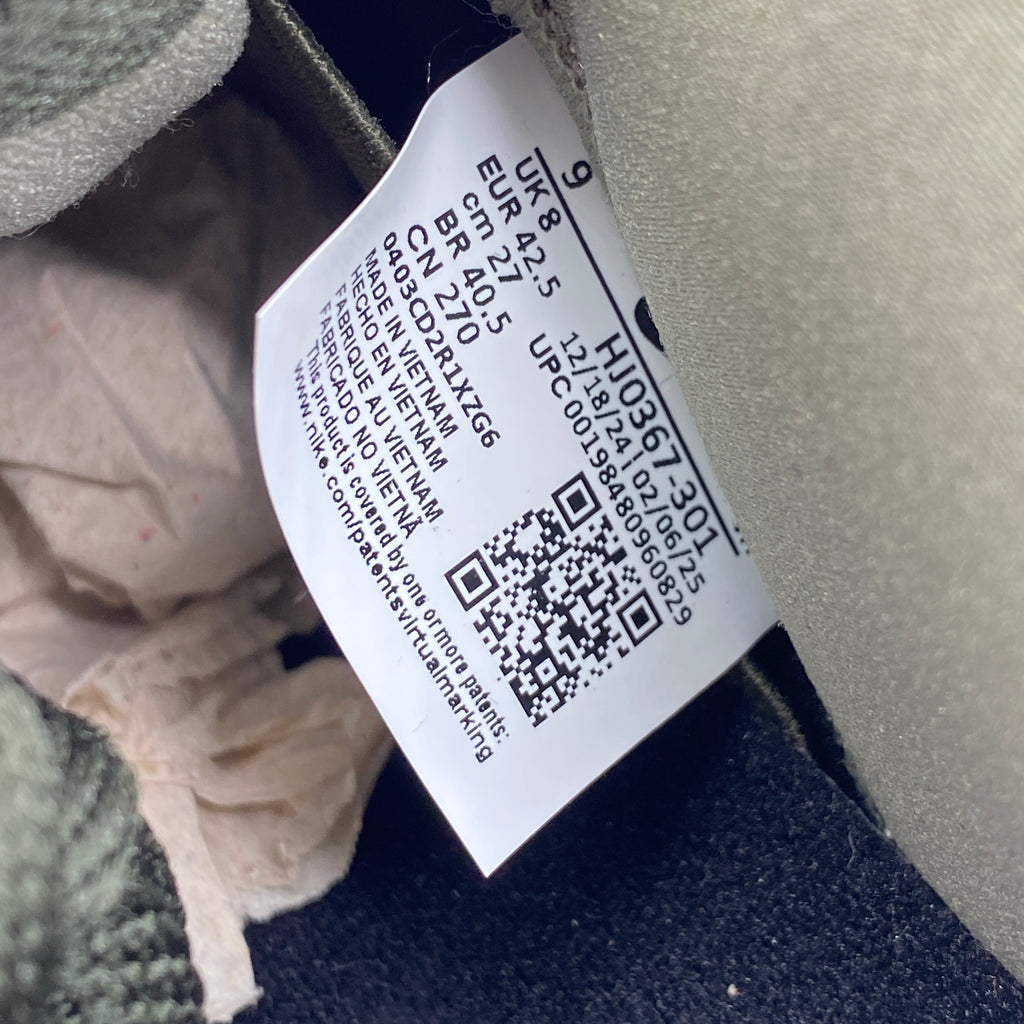 9
UK 8
EUR 42.5
cm 27
BR 40.5
CN 270
0403CD2R1XZG6
MADE IN VIETNAM
HECHO EN VIETNAM
FABRIQUE AU VIETNAM
FABRICADO NO VIETNÃ
This product is covered by one or more patents:
www.nike.com/patentsvirtualmarking
HJ0367-301
12/18/24 | 02/06/25
UPC 00198480960829